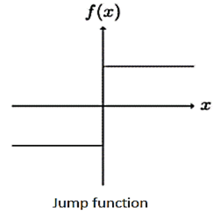 f(x)
x
Jump function